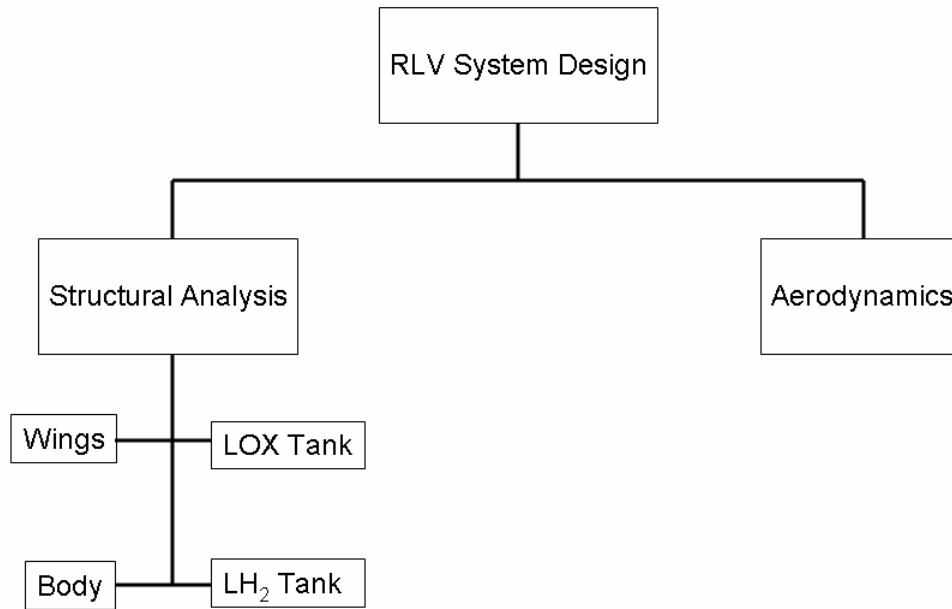 RLV System Design
Structural Analysis
Aerodynamics
Wings
LOX Tank
Body
LH₂ Tank